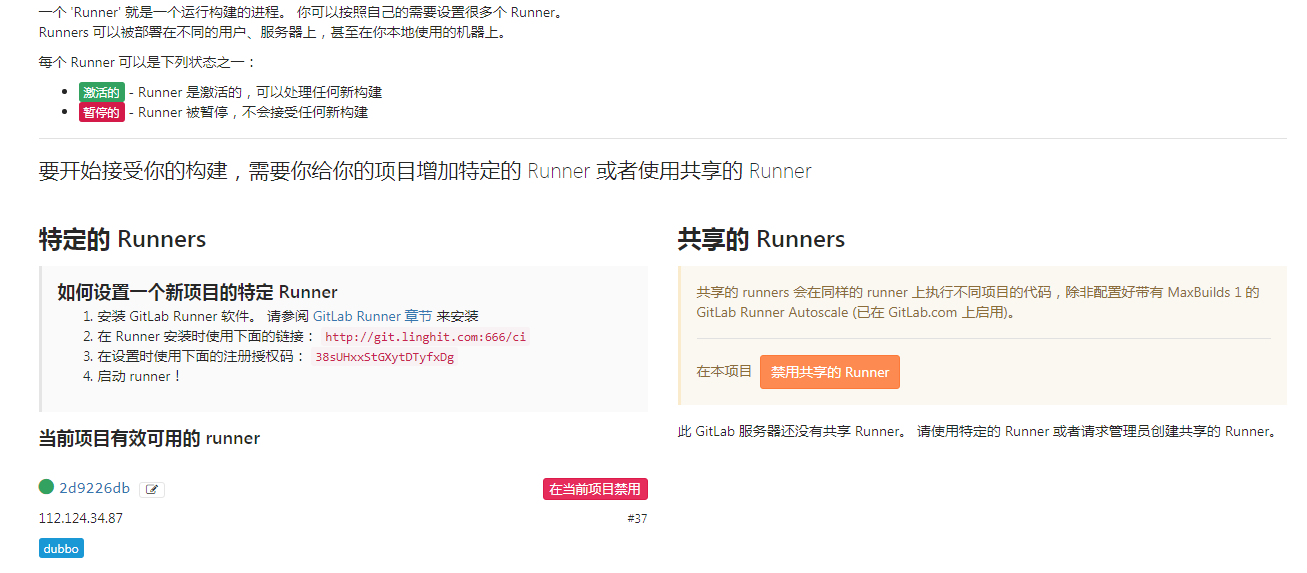 一个 'Runner' 就是一个运行构建的进程。 你可以按照自己的需要设置很多个 Runner。
Runners 可以被部署在不同的用户、服务器上，甚至在你本地使用的机器上。
每个 Runner 可以是下列状态之一：
激活的 - Runner 是激活的，可以处理任何新构建
暂停的 - Runner 被暂停，不会接受任何新构建
要开始接受你的构建，需要你给你的项目增加特定的 Runner 或者使用共享的 Runner
特定的 Runners
如何设置一个新项目的特定 Runner
1. 安装 GitLab Runner 软件。 请参阅 GitLab Runner 章节 来安装
2. 在 Runner 安装时使用下面的链接： http://git.linghit.com:666/ci
3. 在设置时使用下面的注册授权码： 38sUHxxStGXytDTyfxDg
4. 启动 runner！
当前项目有效可用的 runner
2d9226db 在当前项目禁用
112.124.34.87 #37
dubbo
共享的 Runners
共享的 runners 会在同样的 runner 上执行不同项目的代码，除非配置好带有 MaxBuilds 1 的
GitLab Runner Autoscale (已在 GitLab.com 上启用)。
在本项目 禁用共享的 Runner
此 GitLab 服务器还没有共享 Runner。 请使用特定的 Runner 或者请求管理员创建共享的 Runner。